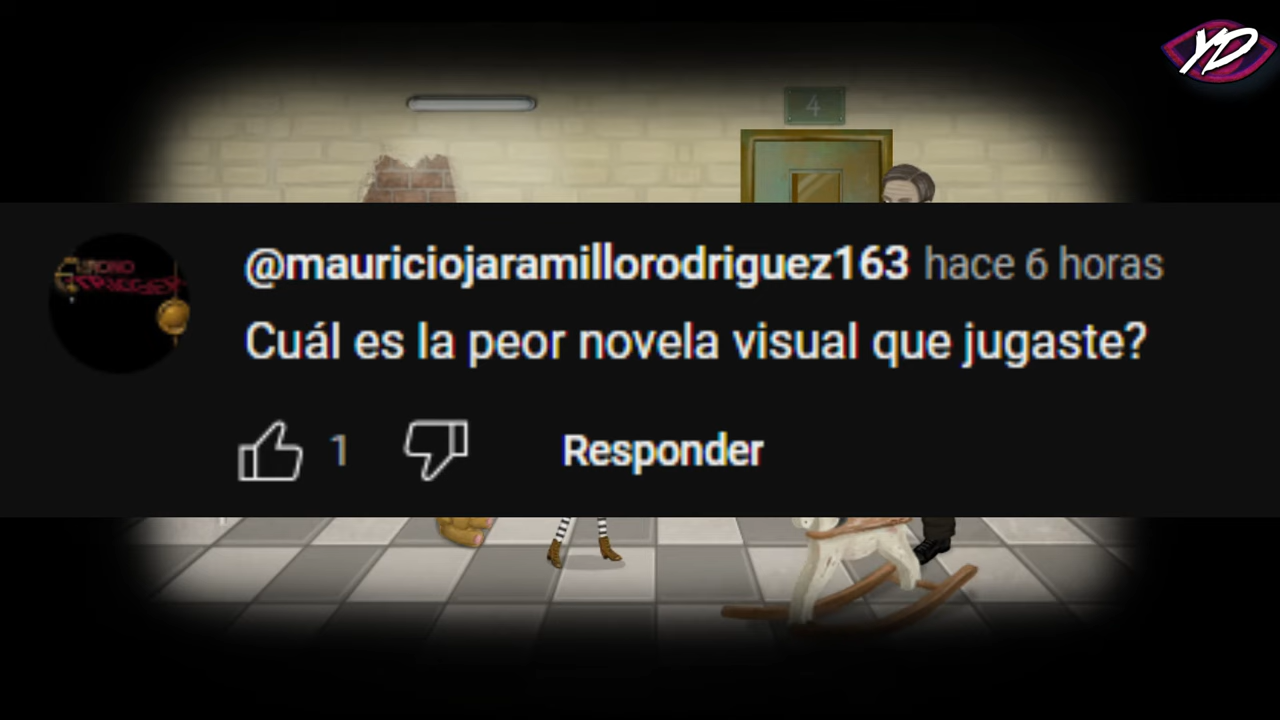 YD
4
@mauriciojaramillorodriguez163 hace 6 horas
Cuál es la peor novela visual que jugaste?
1
Responder